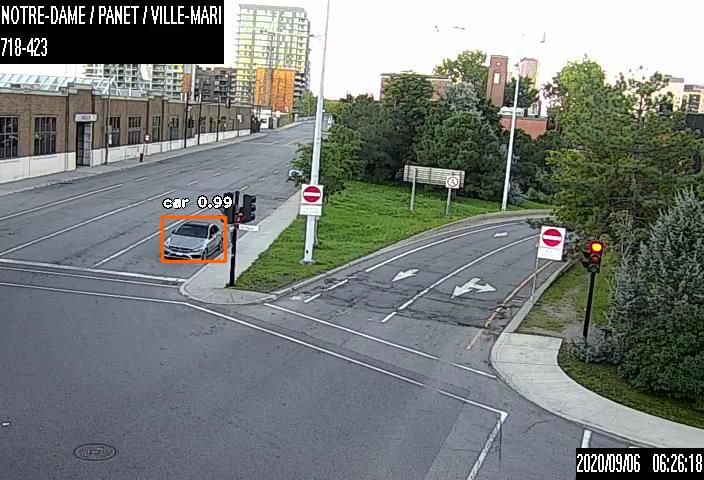 NOTRE-DAME / PANET / VILLE-MARI
718-423
car 0.99
2020/09/06 06:26:18